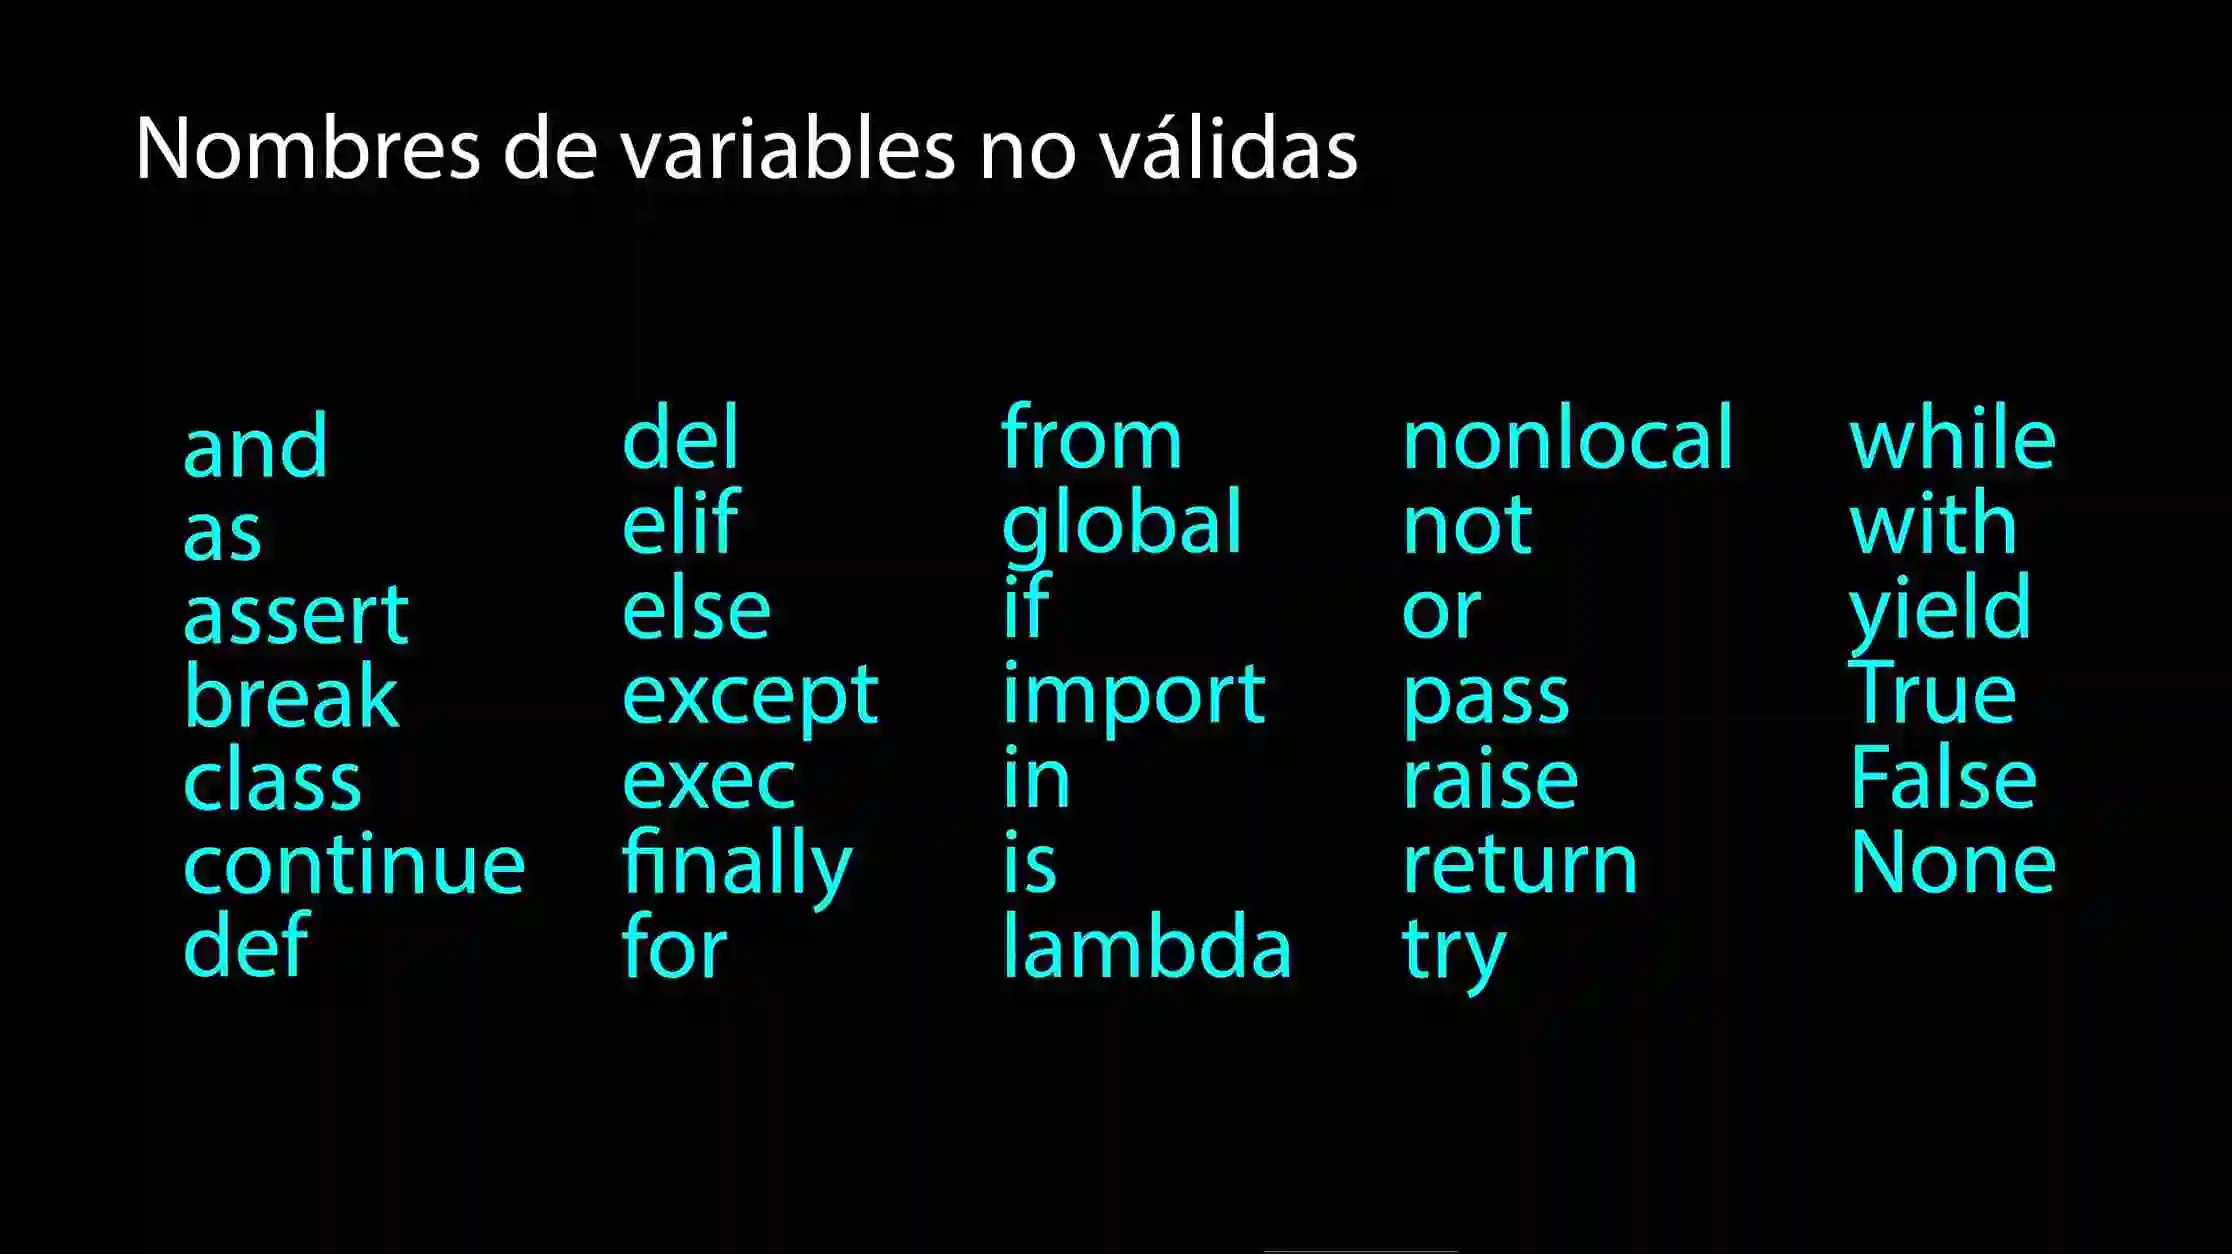 Nombres de variables no válidas
and
as
assert
break
class
continue
def
del
elif
else
except
exec
finally
for
from
global
if
import
in
is
lambda
nonlocal
not
or
pass
raise
return
try
while
with
yield
True
False
None